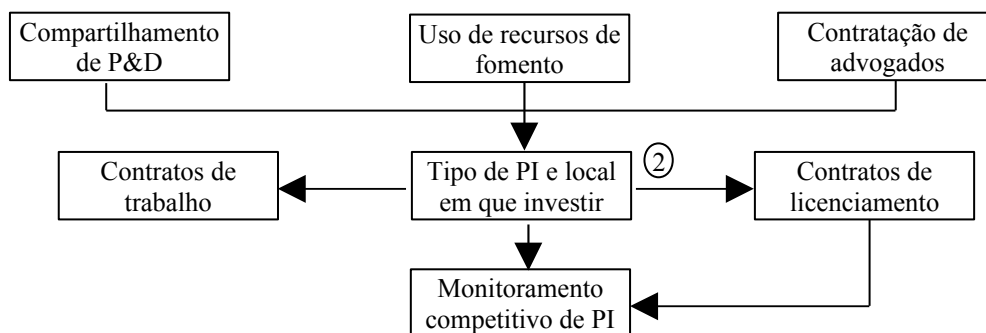 Compartilhamento
de P&D
Uso de recursos de
fomento
Contratação de
advogados
Contratos de
trabalho
Tipo de PI e local
em que investir
2
Contratos de
licenciamento
Monitoramento
competitivo de PI